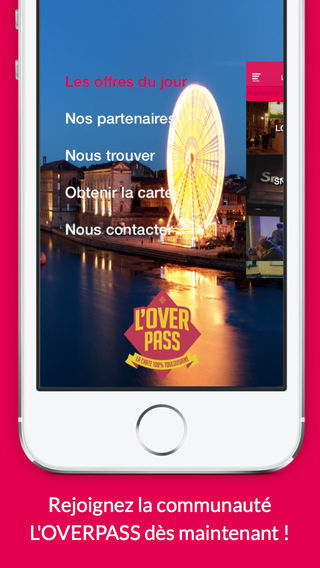 Les offres du jour
Nos partenaires
Nous trouver
Obtenir la carte
Nous contacter
L'OVER
PASS
LA CARTE 100% TOULOUSAINE
Rejoignez la communauté
L'OVERPASS dès maintenant !